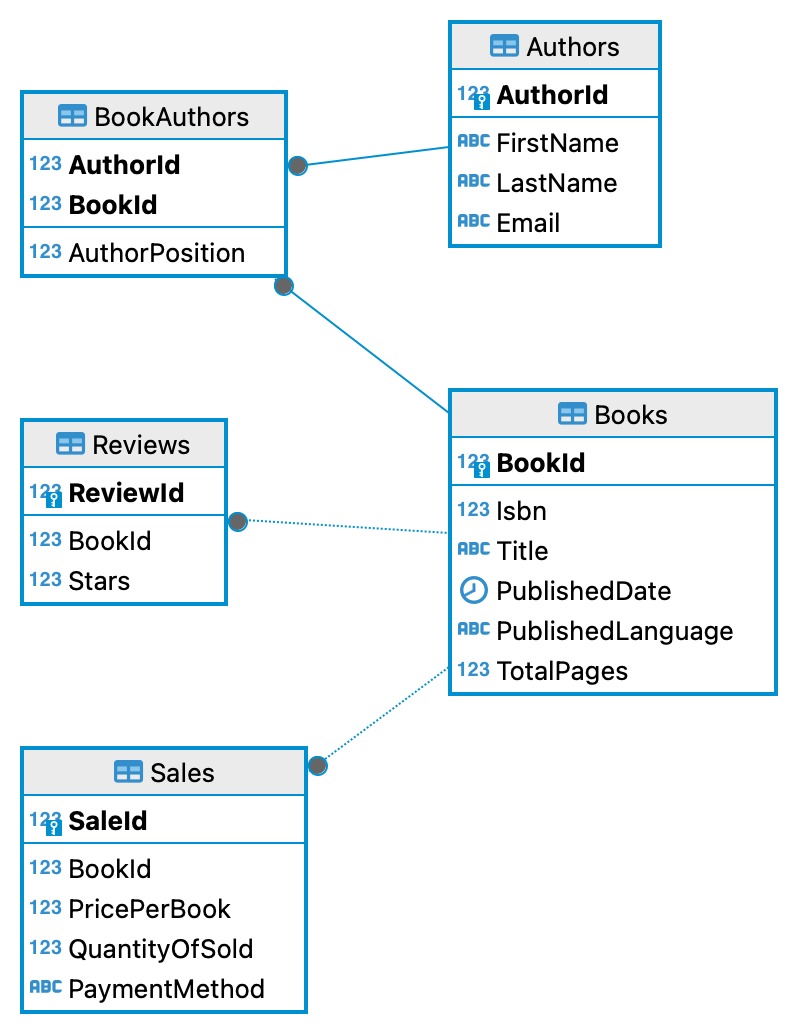 Authors
123 AuthorId
ABC FirstName
ABC LastName
ABC Email
BookAuthors
123 AuthorId
123 BookId
123 AuthorPosition
Books
123 BookId
123 Isbn
ABC Title
PublishedDate
ABC PublishedLanguage
123 TotalPages
Reviews
123 ReviewId
123 BookId
123 Stars
Sales
123 SaleId
123 BookId
123 PricePerBook
123 QuantityOfSold
ABC PaymentMethod